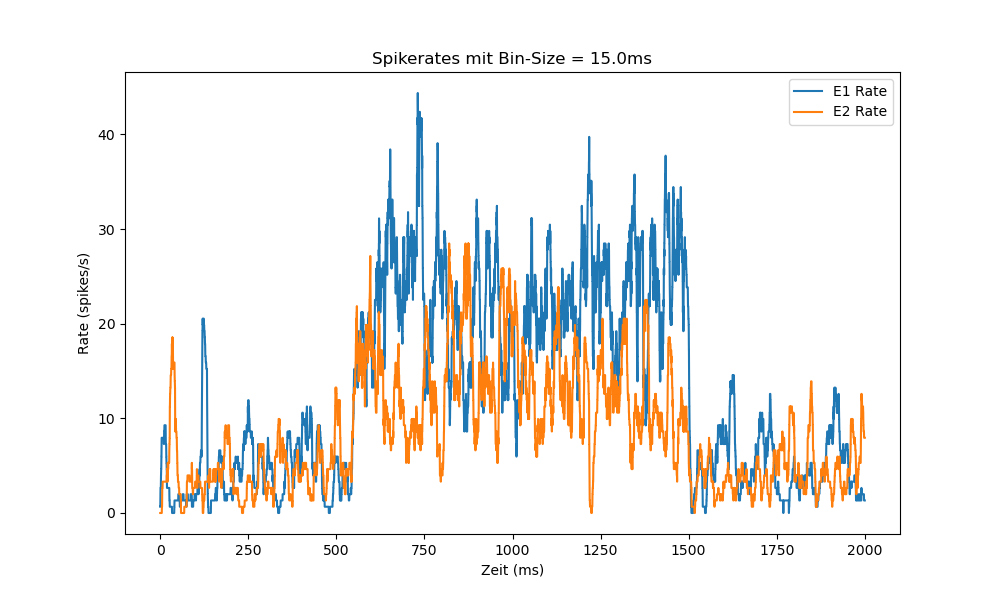 Spikerates mit Bin-Size = 15.0ms
E1 Rate
E2 Rate
40
30
20
10
0
Rate (spikes/s)
0 250 500 750 1000 1250 1500 1750 2000
Zeit (ms)